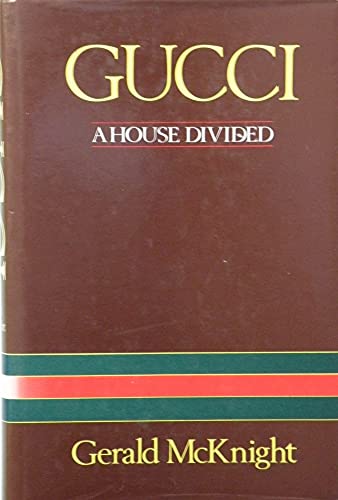 GUCCI
A HOUSE DIVIDED
Gerald McKnight